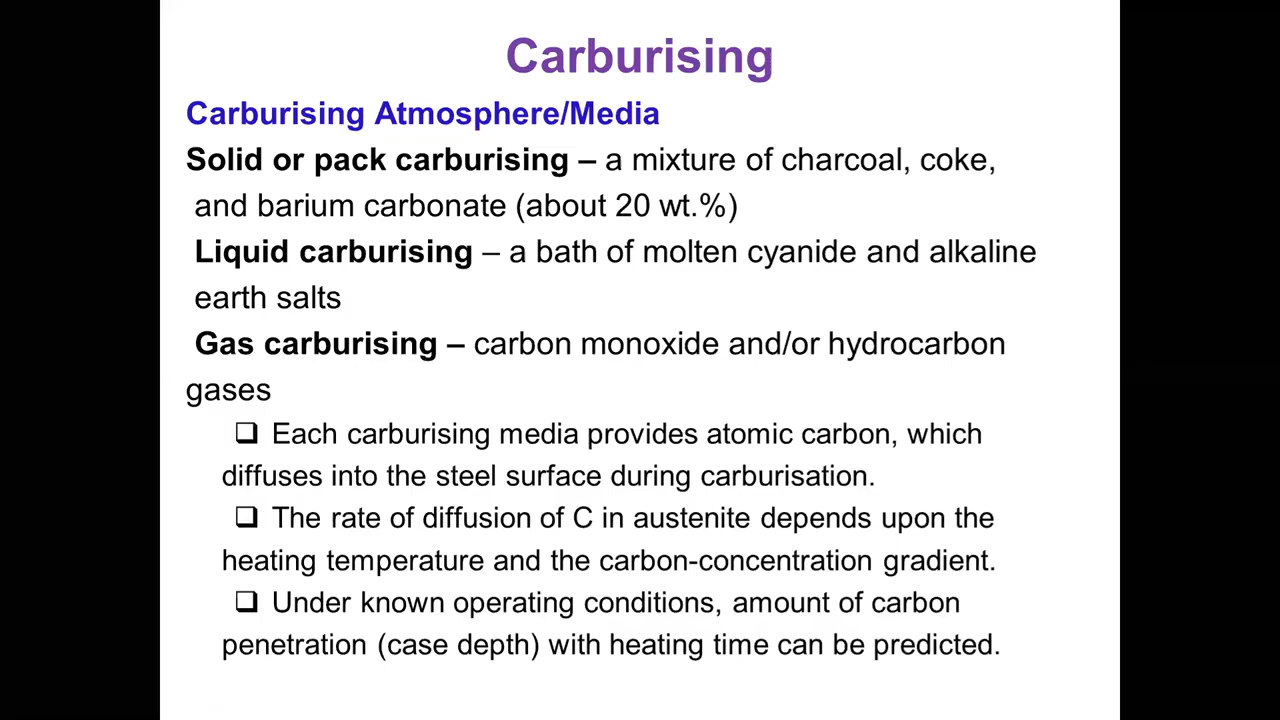 Carburising
Carburising Atmosphere/Media
Solid or pack carburising – a mixture of charcoal, coke,
and barium carbonate (about 20 wt.%)
Liquid carburising – a bath of molten cyanide and alkaline
earth salts
Gas carburising – carbon monoxide and/or hydrocarbon
gases
❑ Each carburising media provides atomic carbon, which
diffuses into the steel surface during carburisation.
❑ The rate of diffusion of C in austenite depends upon the
heating temperature and the carbon-concentration gradient.
❑ Under known operating conditions, amount of carbon
penetration (case depth) with heating time can be predicted.